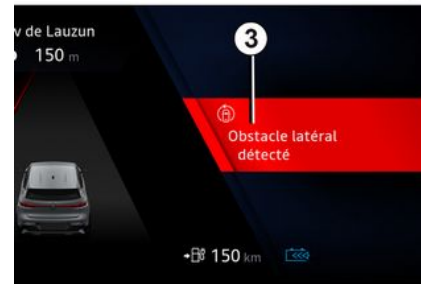 v de Lauzun
150 m
3
Obstacle latéral
détecté
150 km